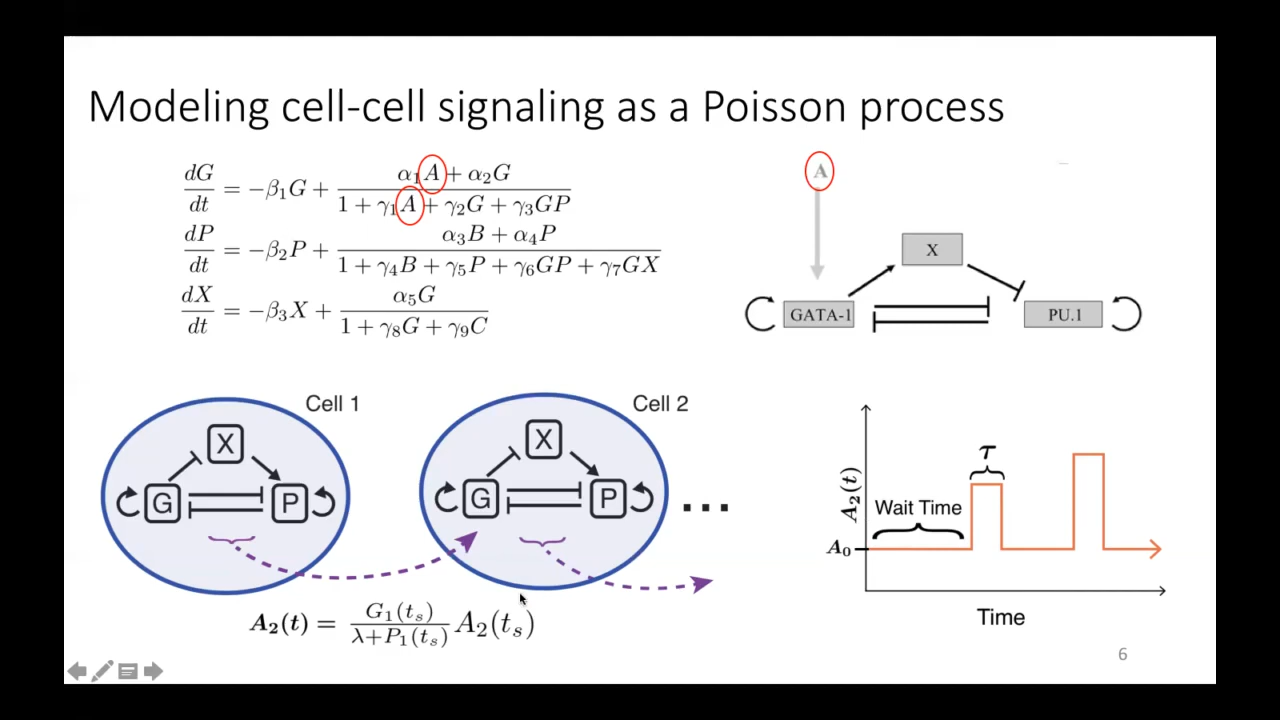 Modeling cell-cell signaling as a Poisson process
dG/dt = −β₁G + (α₁A + α₂G)/(1 + γ₁A + γ₂G + γ₃GP)
dP/dt = −β₂P + (α₃B + α₄P)/(1 + γ₄B + γ₅P + γ₆GP + γ₇GX)
dX/dt = −β₃X + (α₅G)/(1 + γ₈G + γ₉C)
A
X
GATA-1
PU.1
Cell 1
X
G
P
Cell 2
X
G
P
...
A₂(t) = G₁(tₛ)/(λ+P₁(tₛ)) A₂(tₛ)
A₂(t)
τ
Wait Time
A₀
Time
6